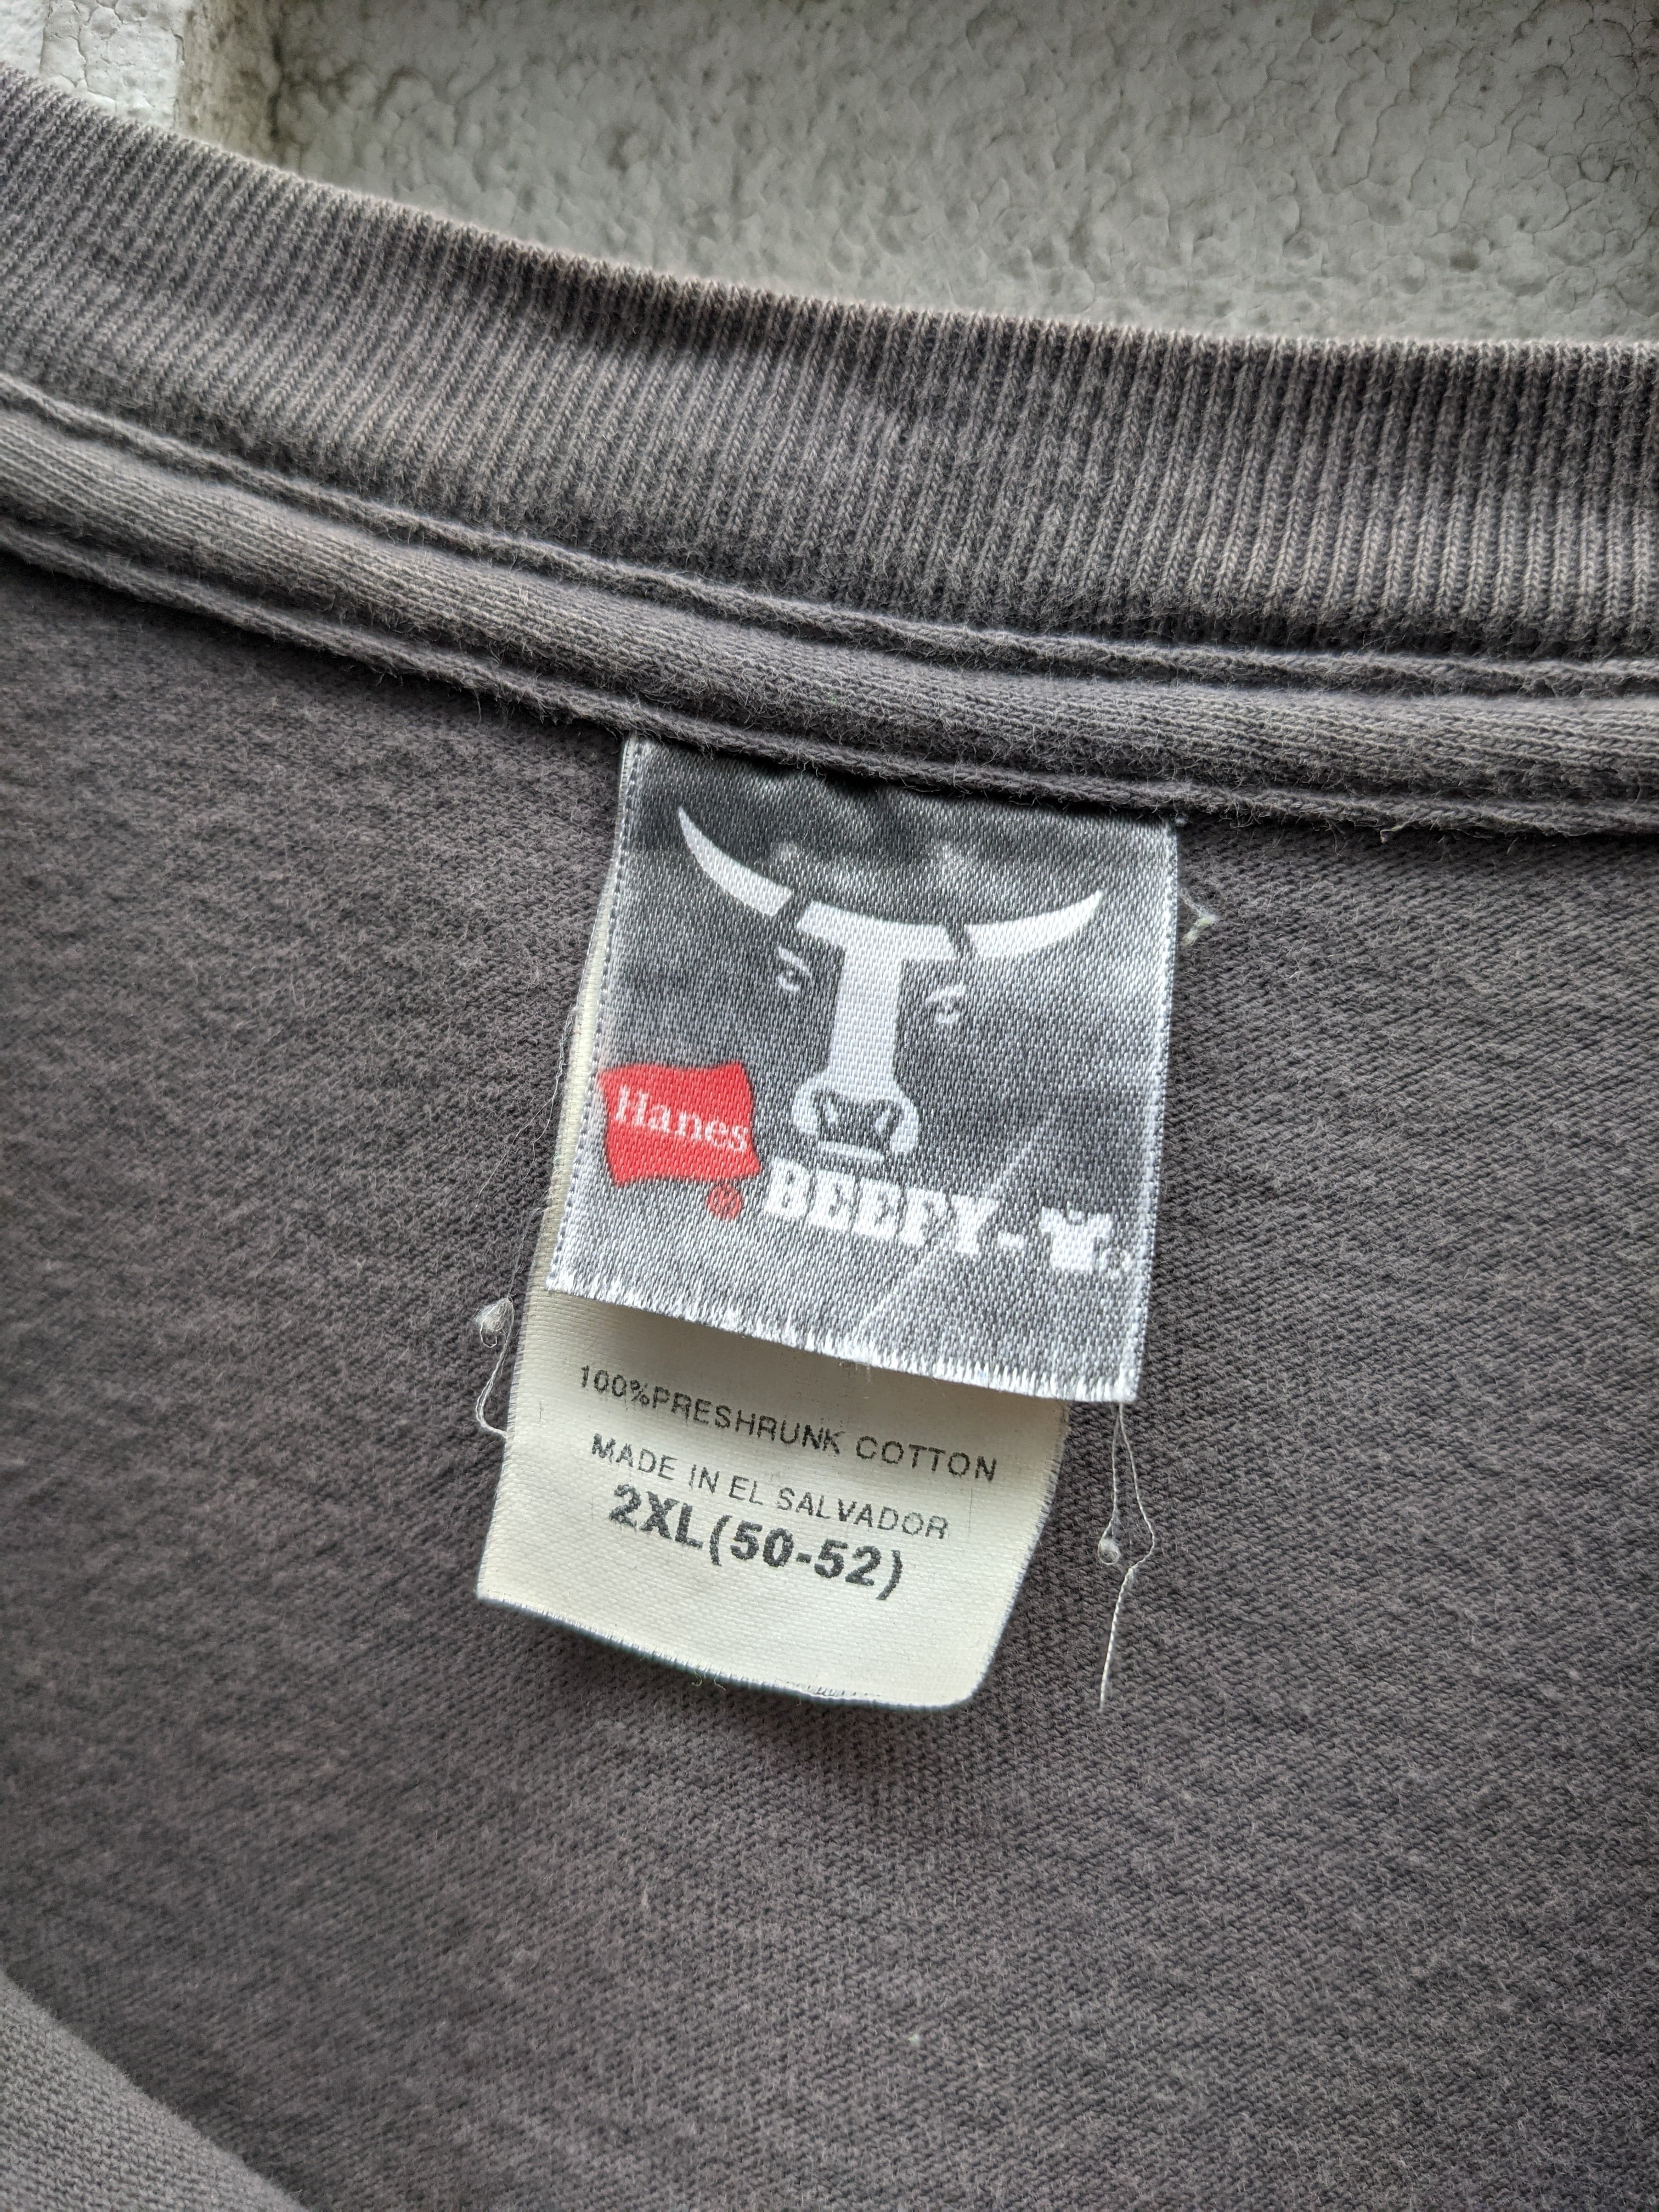 Hanes
®
BEEFY-T
100%PRESHRUNK COTTON
MADE IN EL SALVADOR
2XL(50-52)